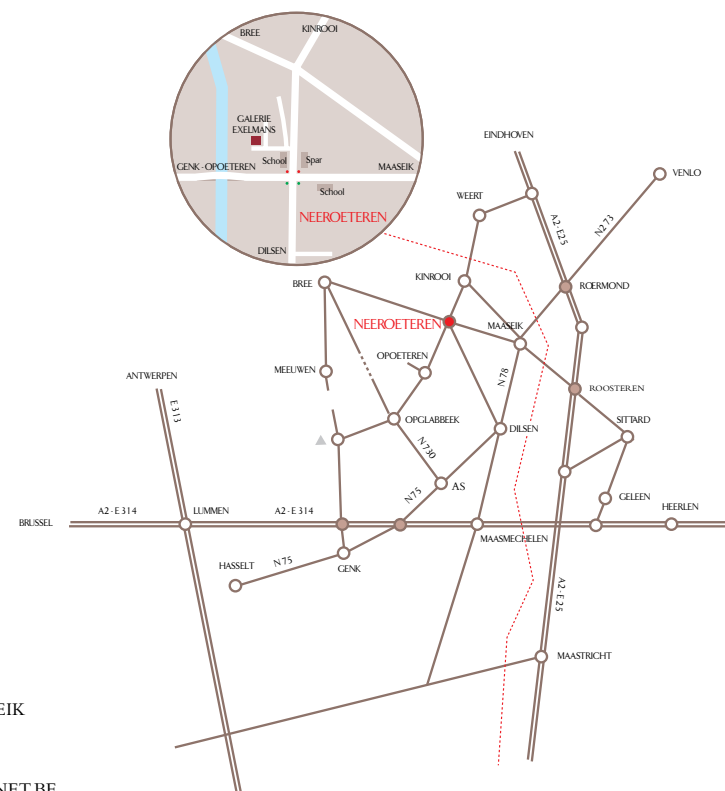 BREE
KINROOI
GALERIE
EXELMANS
School
Spar
GENK - OPOETEREN
MAASEIK
School
NEEROETEREN
DILSEN
EINDHOVEN
VENLO
WEERT
A2-E25
N273
KINROOI
BREE
ROERMOND
NEEROETEREN
MAASEIK
OPOETEREN
MEEUWEN
ANTWERPEN
N78
ROOSTEREN
E313
OPGLABBEEK
DILSEN
SITTARD
N730
AS
N75
GELEEN
HEERLEN
BRUSSEL
A2-E314
LUMMEN
A2-E314
MAASMECHELEN
HASSELT
N75
GENK
A2-E25
MAASTRICHT
EIK
NET.BE